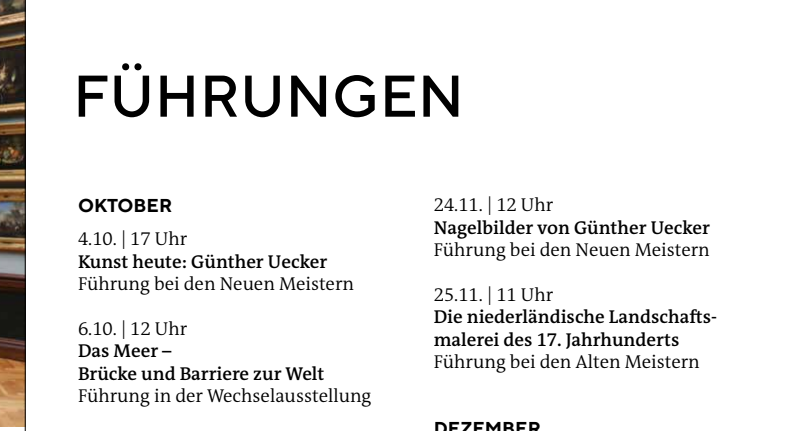 FÜHRUNGEN
OKTOBER
4.10. | 17 Uhr
Kunst heute: Günther Uecker
Führung bei den Neuen Meistern
6.10. | 12 Uhr
Das Meer –
Brücke und Barriere zur Welt
Führung in der Wechselausstellung
24.11. | 12 Uhr
Nagelbilder von Günther Uecker
Führung bei den Neuen Meistern
25.11. | 11 Uhr
Die niederländische Landschafts-
malerei des 17. Jahrhunderts
Führung bei den Alten Meistern
DEZEMBER